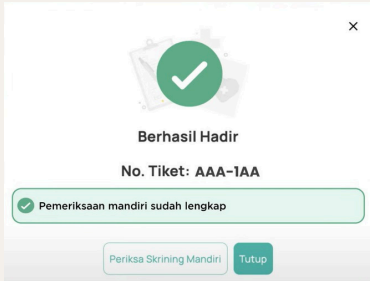 Berhasil Hadir
No. Tiket: AAA-1AA
Pemeriksaan mandiri sudah lengkap
Periksa Skrining Mandiri
Tutup